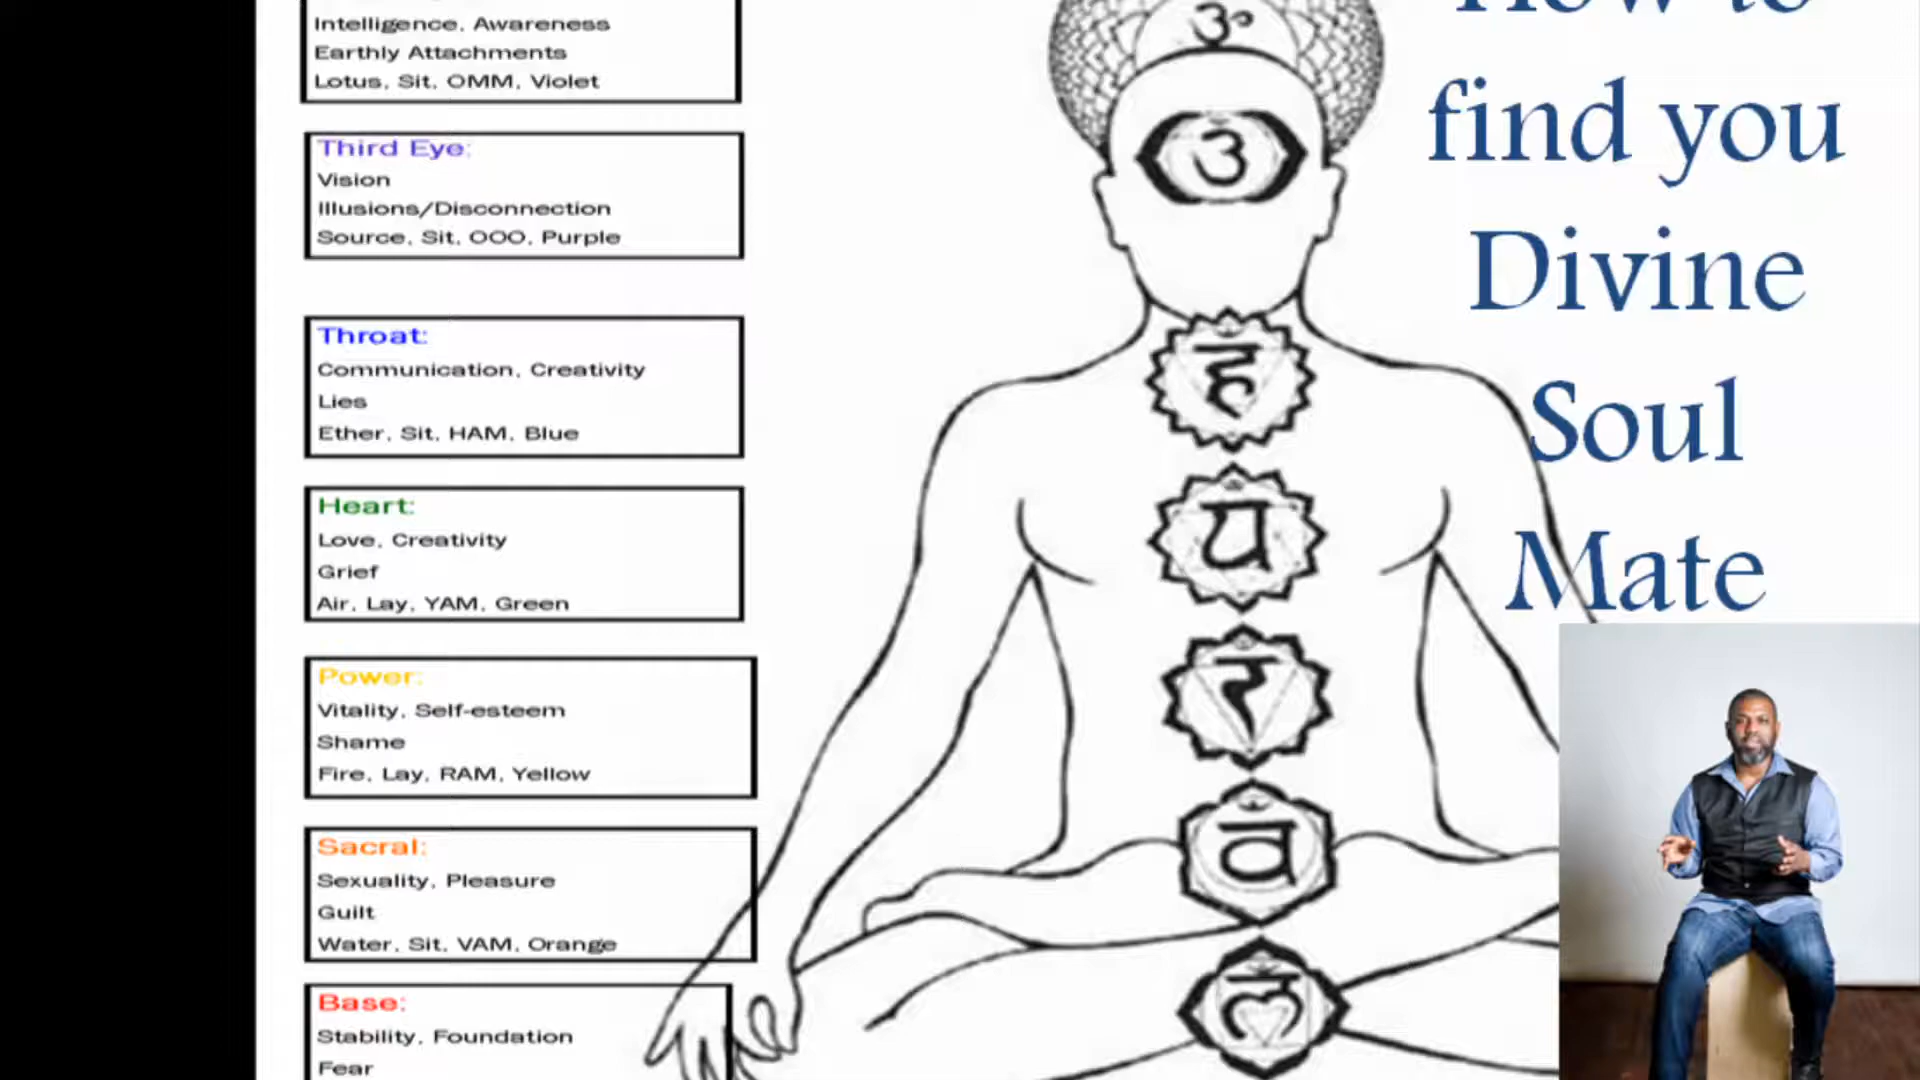 Intelligence, Awareness
Earthly Attachments
Lotus, Sit, OMM, Violet
Third Eye:
Vision
Illusions/Disconnection
Source, Sit, OOO, Purple
Throat:
Communication, Creativity
Lies
Ether, Sit, HAM, Blue
Heart:
Love, Creativity
Grief
Air, Lay, YAM, Green
Power:
Vitality, Self-esteem
Shame
Fire, Lay, RAM, Yellow
Sacral:
Sexuality, Pleasure
Guilt
Water, Sit, VAM, Orange
Base:
Stability, Foundation
Fear
ॐ
ह
र
व
How to
find you
Divine
Soul
Mate